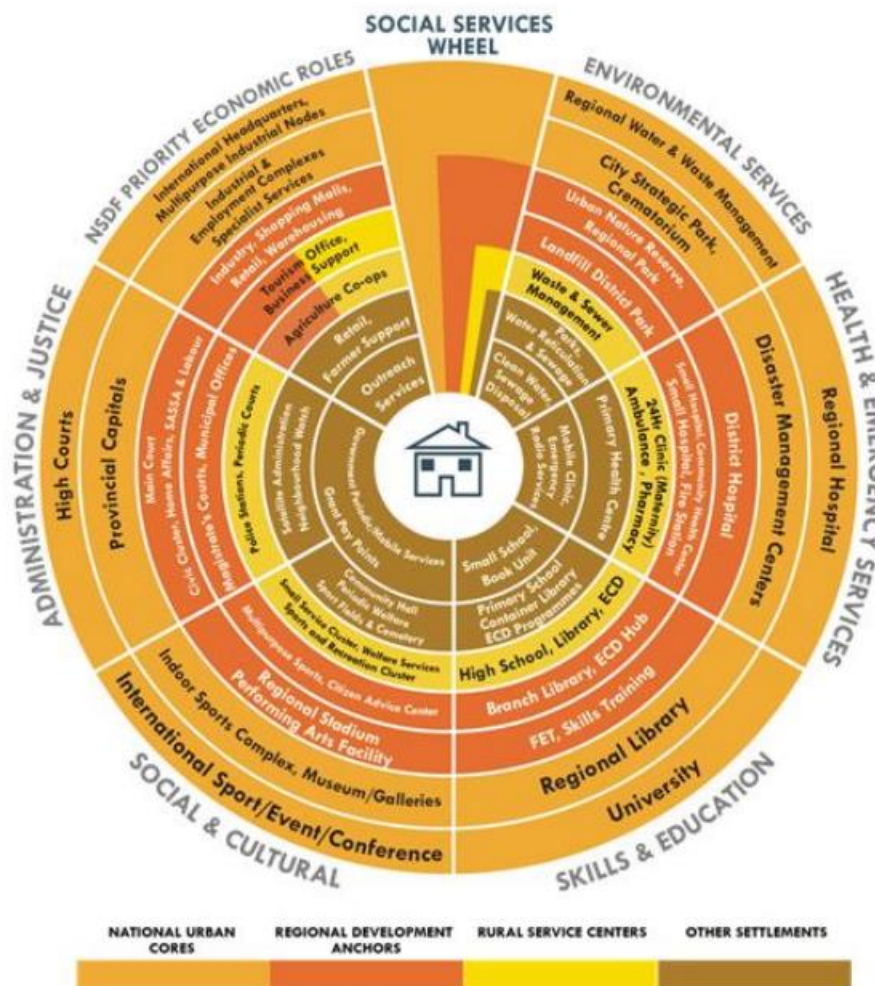 SOCIAL SERVICES
WHEEL
NSDF PRIORITY ECONOMIC ROLES
International Headquarters,
Multipurpose Industrial Nodes
Industrial &
Employment Complexes
Specialist Services
Industry, Shopping Malls,
Retail, Warehousing
Tourism Office,
Business Support
Agriculture Co-ops
Retail,
Farmer Support
Outreach
Services
ENVIRONMENTAL SERVICES
Regional Water & Waste Management
City Strategic Park,
Crematorium
Urban Nature Reserve,
Regional Park
Landfill District Park
Waste & Sewer
Management
Parks,
Water Reticulation
& Sewage
Clean Water
Sewage
Disposal
HEALTH & EMERGENCY SERVICES
Regional Hospital
Disaster Management Centers
District Hospital
Small Hospital, Community Health Center
Small Hospital, Fire Station
24Hr Clinic (Maternity)
Ambulance, Pharmacy
Primary Health Centre
Mobile Clinic,
Emergency
Radio Services
SKILLS & EDUCATION
Small School,
Book Unit
Primary School
Container Library
ECD Programmes
High School, Library, ECD
Branch Library, ECD Hub
FET, Skills Training
Regional Library
University
SOCIAL & CULTURAL
Community Hall
Periodic Welfare
Sport Fields & Cemetery
Small Service Cluster, Welfare Services
Sports and Recreation Cluster
Multipurpose Sports, Citizen Advice Center
Regional Stadium
Performing Arts Facility
Indoor Sports Complex, Museum/Galleries
International Sport/Event/Conference
ADMINISTRATION & JUSTICE
High Courts
Provincial Capitals
Main Court
Civic Cluster, Home Affairs, SASSA & Labour
Magistrate's Courts, Municipal Offices
Police Stations, Periodic Courts
Satellite Administration
Neighbourhood Watch
Government Periodic, Mobile Services
Grant Pay Points
NATIONAL URBAN
CORES
REGIONAL DEVELOPMENT
ANCHORS
RURAL SERVICE CENTERS
OTHER SETTLEMENTS